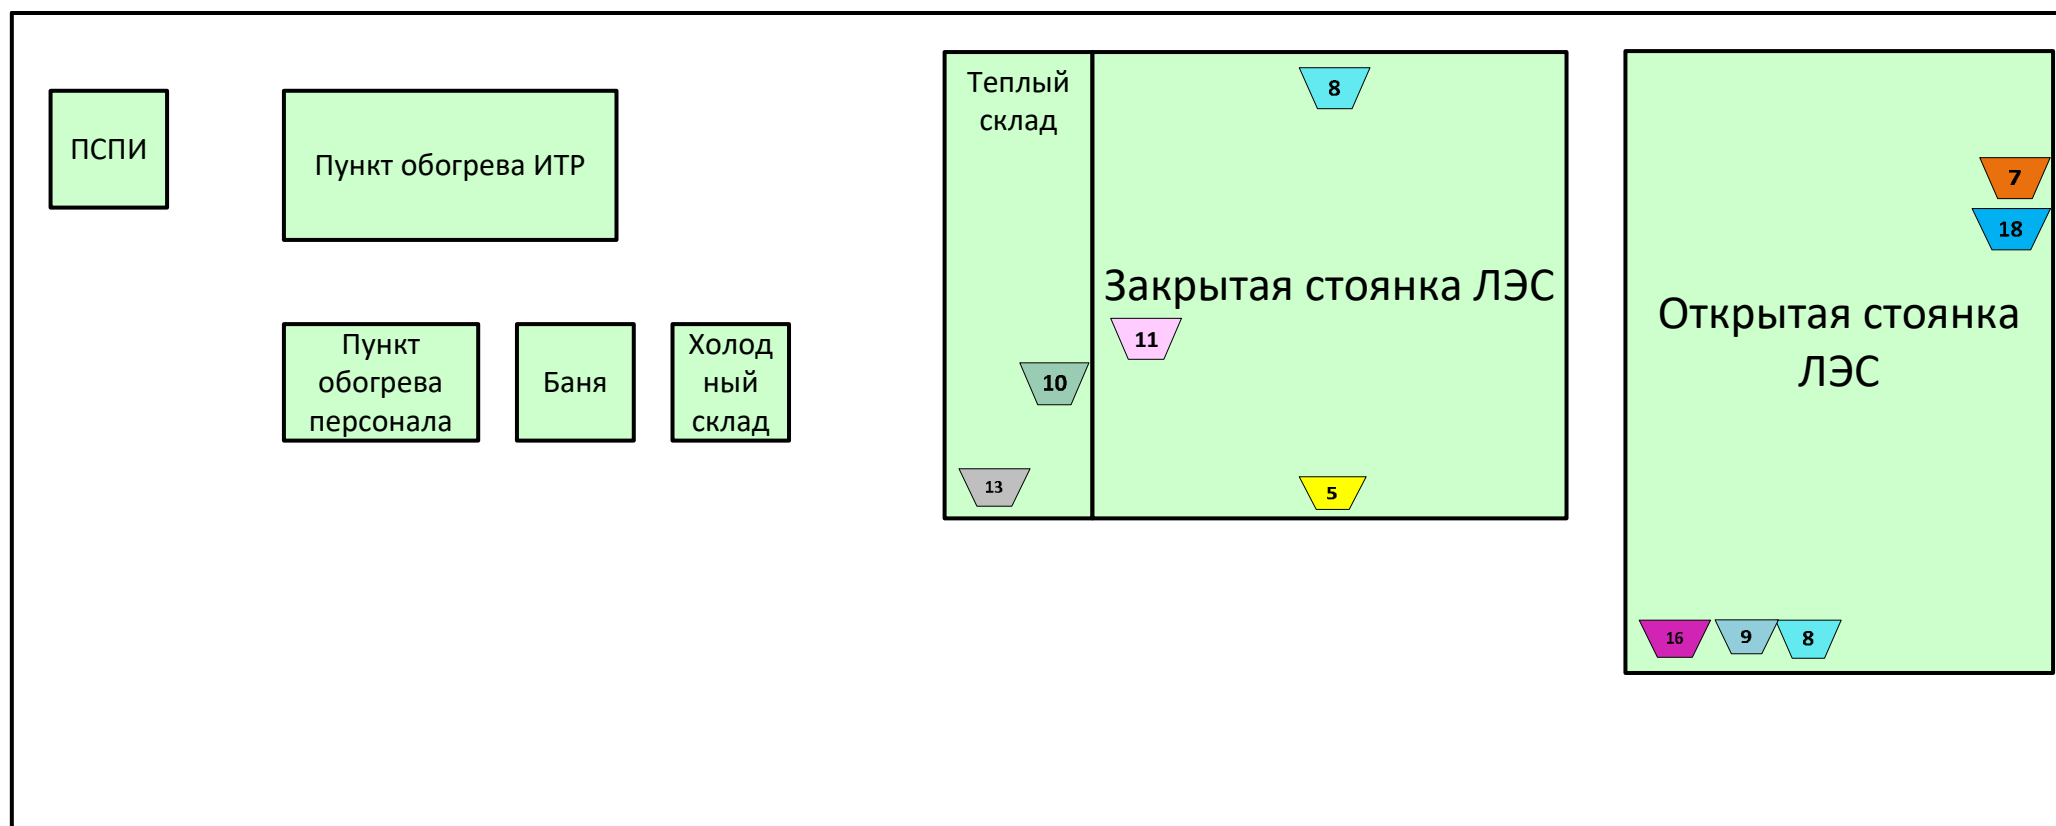 ПСПИ
Пункт обогрева ИТР
Пункт
обогрева
персонала
Баня
Холод
ный
склад
Теплый
склад
10
13
8
Закрытая стоянка ЛЭС
11
5
7
18
Открытая стоянка
ЛЭС
16
9
8